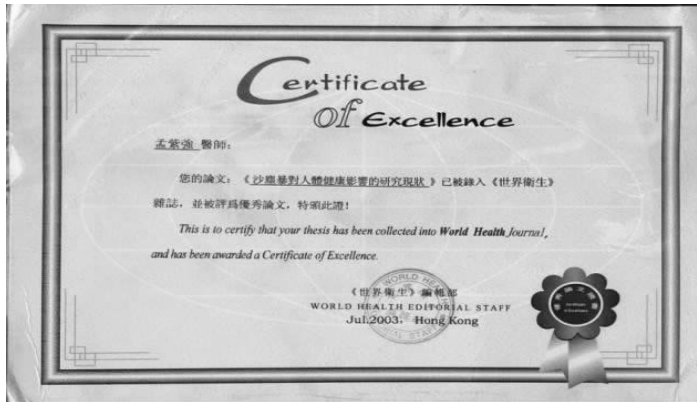 Certificate
of Excellence
孟紫強 醫師:
您的論文:《沙塵暴對人體健康影響的研究現狀》已被錄入《世界衛生》
雜誌,並被評爲優秀論文,特頒此證!
This is to certify that your thesis has been collected into World Health Journal,
and has been awarded a Certificate of Excellence.
《世界衛生》編輯部
WORLD HEALTH EDITORIAL STAFF
Jul.2003. Hong Kong